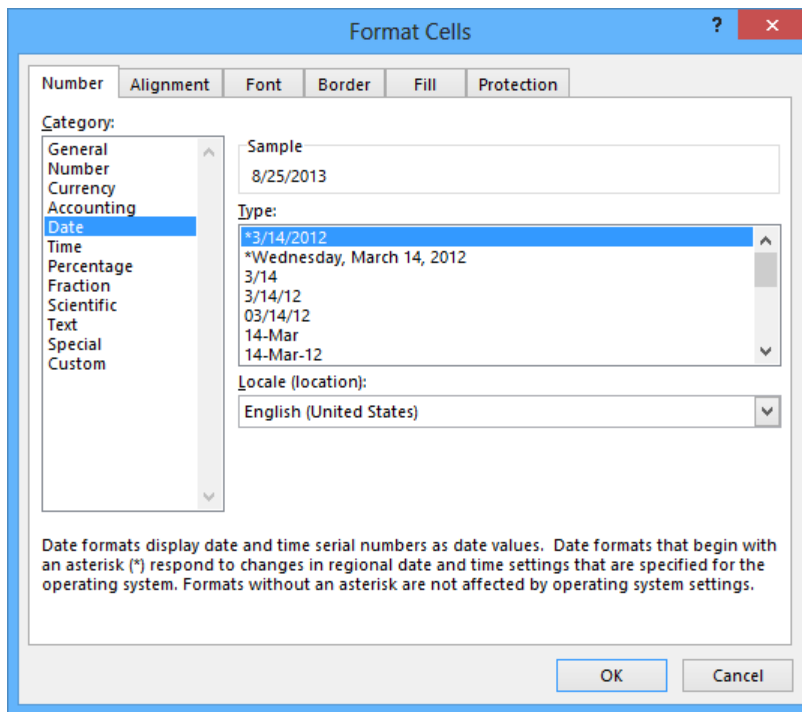 Format Cells
?
Number Alignment Font Border Fill Protection
Category:
General
Number
Currency
Accounting
Date
Time
Percentage
Fraction
Scientific
Text
Special
Custom
Sample
8/25/2013
Type:
*3/14/2012
*Wednesday, March 14, 2012
3/14
3/14/12
03/14/12
14-Mar
14-Mar-12
Locale (location):
English (United States)
Date formats display date and time serial numbers as date values.  Date formats that begin with
an asterisk (*) respond to changes in regional date and time settings that are specified for the
operating system. Formats without an asterisk are not affected by operating system settings.
OK Cancel